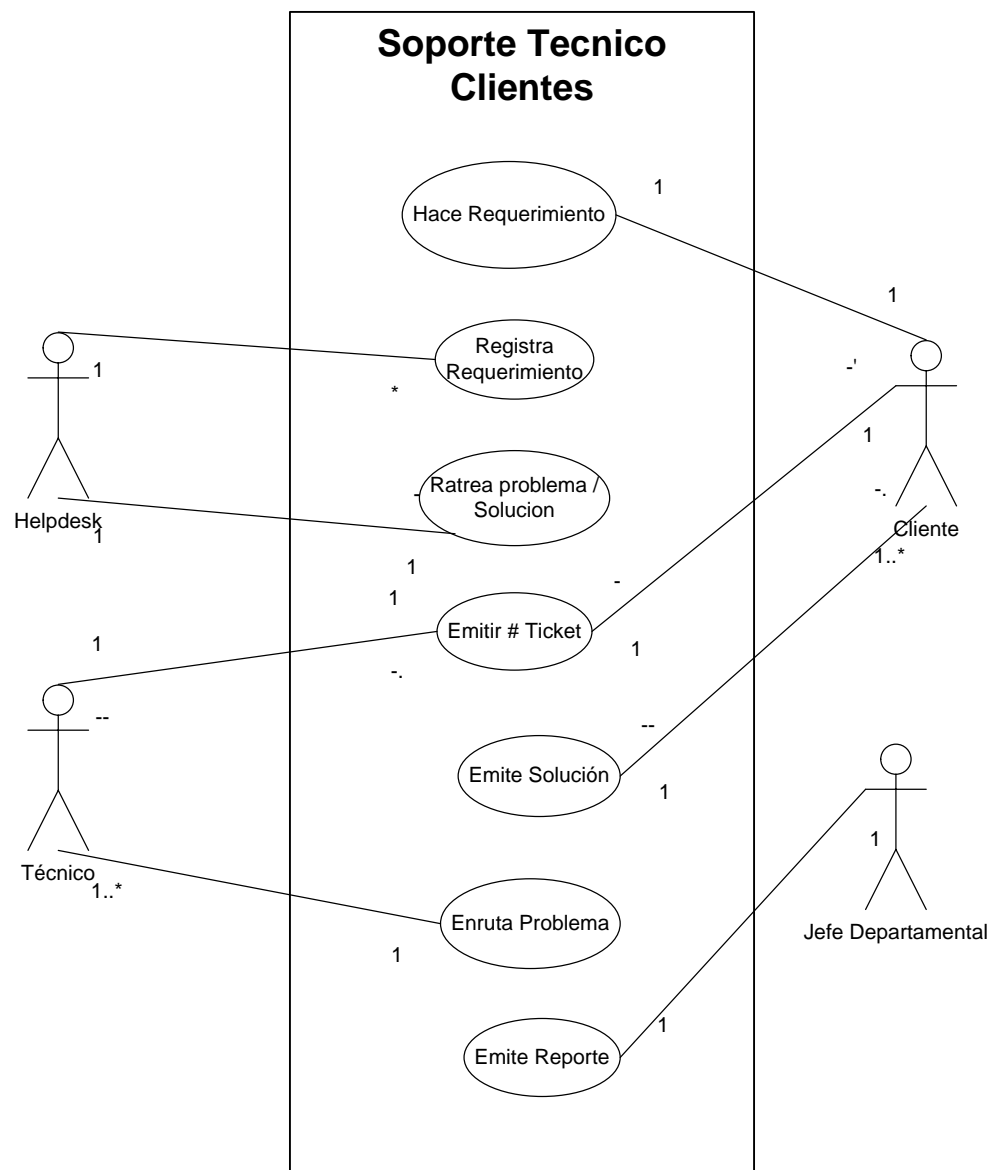 Soporte Tecnico
Clientes
1
Hace Requerimiento
1
Registra
Requerimiento
1
*
-'
1
Ratrea problema /
Solucion
-
-.
Helpdesk
1
Cliente
1..*
1
1
-
Emitir # Ticket
1
1
-.
--
--
Emite Solución
1
1
Técnico
1..*
Enruta Problema
1
Jefe Departamental
1
Emite Reporte